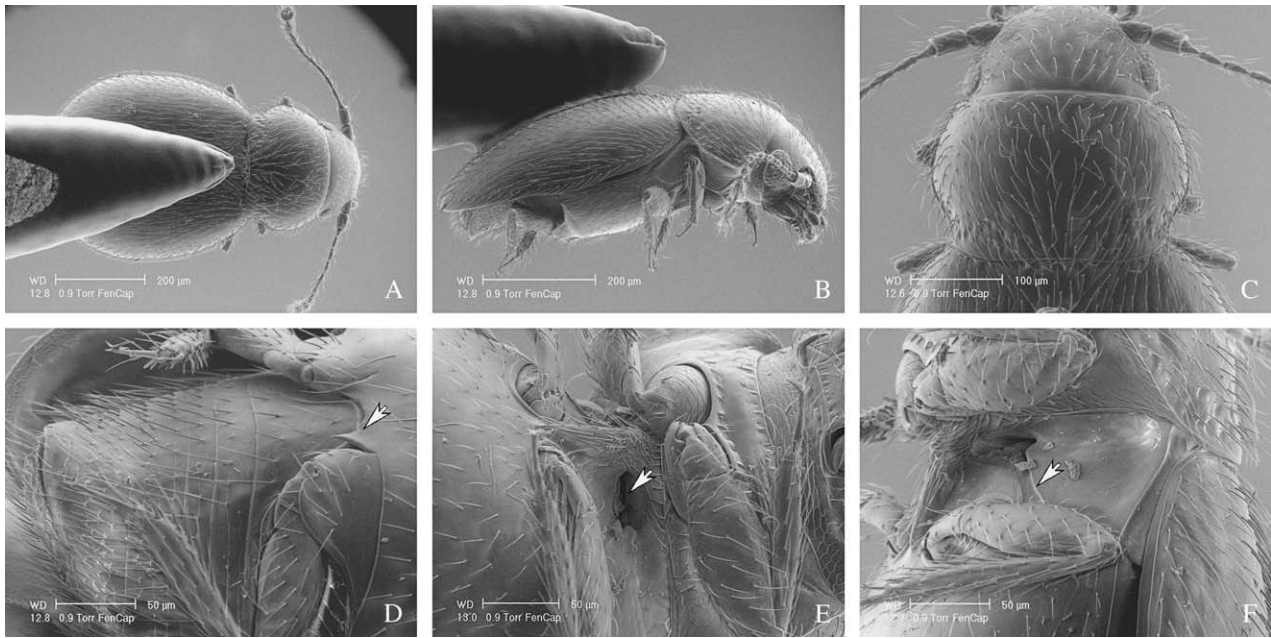 WD 200 µm
12.8 0.9 Torr FenCap
A
WD 200 µm
12.8 0.9 Torr FenCap
B
WD 100 µm
12.6 0.9 Torr FenCap
C
WD 50 µm
12.8 0.9 Torr FenCap
D
WD 50 µm
13.0 0.9 Torr FenCap
E
WD 50 µm
0.9 Torr FenCap
F